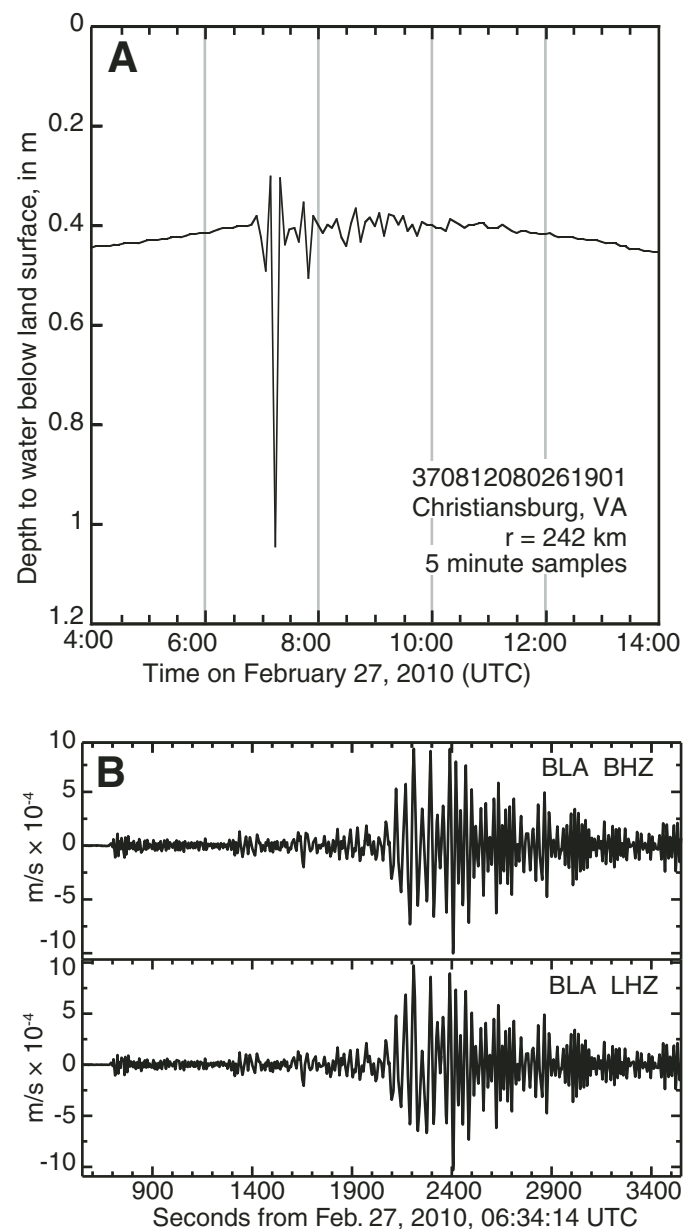 A
0
0.2
0.4
0.6
0.8
1
1.2
Depth to water below land surface, in m
370812080261901
Christiansburg, VA
r = 242 km
5 minute samples
4:00 6:00 8:00 10:00 12:00 14:00
Time on February 27, 2010 (UTC)
B
BLA BHZ
10
5
0
-5
-10
m/s × 10-4
BLA LHZ
10
5
0
-5
-10
m/s × 10-4
900 1400 1900 2400 2900 3400
Seconds from Feb. 27, 2010, 06:34:14 UTC